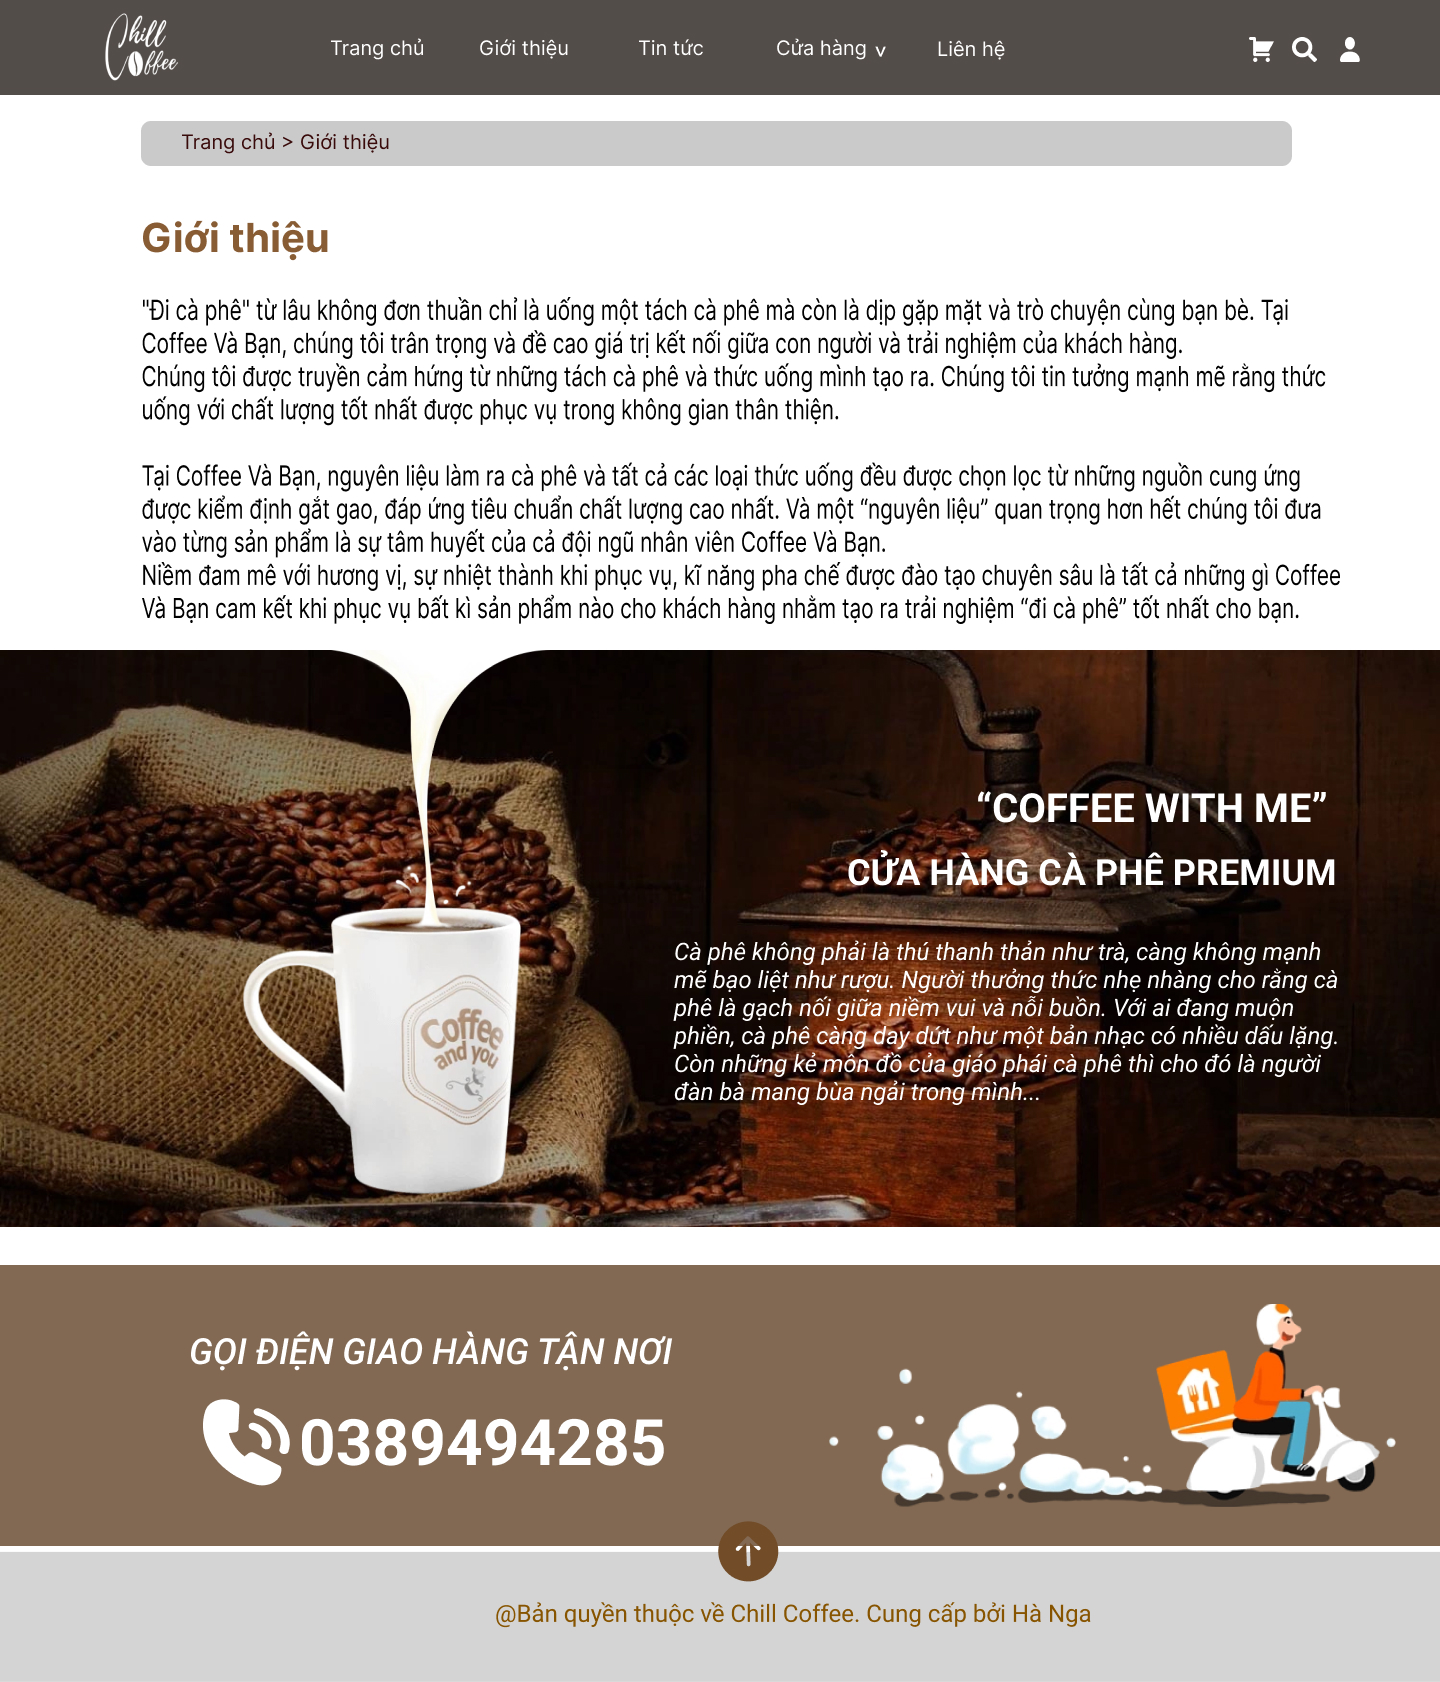 Chill
Coffee
Trang chủ
Giới thiệu
Tin tức
Cửa hàng v
Liên hệ
Trang chủ > Giới thiệu
Giới thiệu
"Đi cà phê" từ lâu không đơn thuần chỉ là uống một tách cà phê mà còn là dịp gặp mặt và trò chuyện cùng bạn bè. Tại
Coffee Và Bạn, chúng tôi trân trọng và đề cao giá trị kết nối giữa con người và trải nghiệm của khách hàng.
Chúng tôi được truyền cảm hứng từ những tách cà phê và thức uống mình tạo ra. Chúng tôi tin tưởng mạnh mẽ rằng thức
uống với chất lượng tốt nhất được phục vụ trong không gian thân thiện.
Tại Coffee Và Bạn, nguyên liệu làm ra cà phê và tất cả các loại thức uống đều được chọn lọc từ những nguồn cung ứng
được kiểm định gắt gao, đáp ứng tiêu chuẩn chất lượng cao nhất. Và một “nguyên liệu” quan trọng hơn hết chúng tôi đưa
vào từng sản phẩm là sự tâm huyết của cả đội ngũ nhân viên Coffee Và Bạn.
Niềm đam mê với hương vị, sự nhiệt thành khi phục vụ, kĩ năng pha chế được đào tạo chuyên sâu là tất cả những gì Coffee
Và Bạn cam kết khi phục vụ bất kì sản phẩm nào cho khách hàng nhằm tạo ra trải nghiệm “đi cà phê” tốt nhất cho bạn.
“COFFEE WITH ME”
CỬA HÀNG CÀ PHÊ PREMIUM
Cà phê không phải là thú thanh thản như trà, càng không mạnh
mẽ bạo liệt như rượu. Người thưởng thức nhẹ nhàng cho rằng cà
phê là gạch nối giữa niềm vui và nỗi buồn. Với ai đang muộn
phiền, cà phê càng day dứt như một bản nhạc có nhiều dấu lặng.
Còn những kẻ môn đồ của giáo phái cà phê thì cho đó là người
đàn bà mang bùa ngải trong mình...
Coffee
and you
GỌI ĐIỆN GIAO HÀNG TẬN NƠI
0389494285
@Bản quyền thuộc về Chill Coffee. Cung cấp bởi Hà Nga